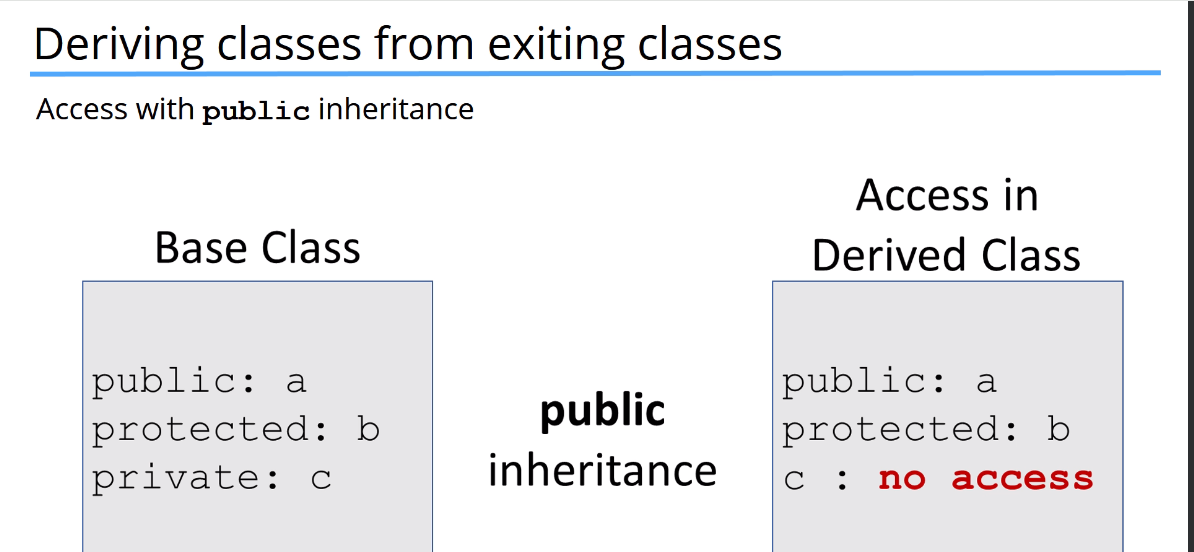 Deriving classes from exiting classes
Access with public inheritance
Base Class
public: a
protected: b
private: c
public
inheritance
Access in
Derived Class
public: a
protected: b
c : no access